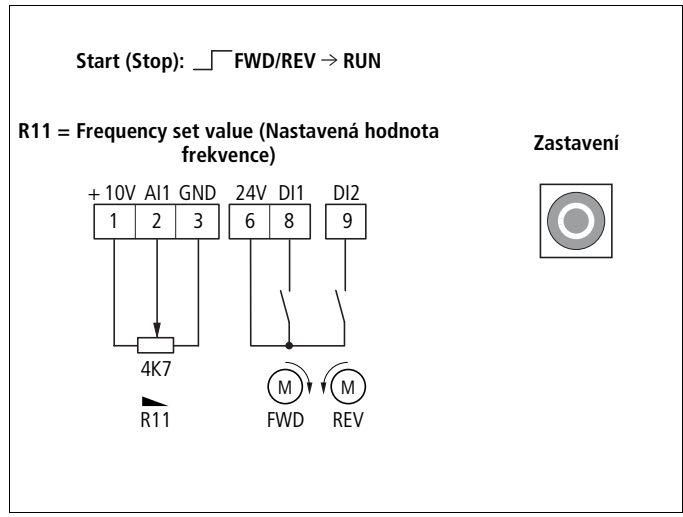 Start (Stop): FWD/REV → RUN
R11 = Frequency set value (Nastavená hodnota
frekvence)
Zastavení
+ 10V AI1 GND 24V DI1 DI2
1 2 3 6 8 9
4K7
M M
R11 FWD REV